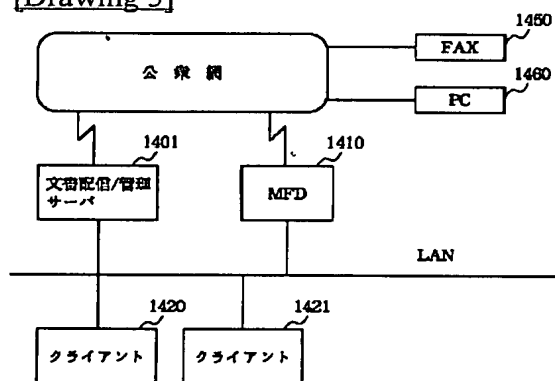 [Drawing 3]
1450
FAX
公衆網
1460
PC
1401
1410
文書配信/管理
サーバ
MFD
LAN
1420
1421
クライアント
クライアント